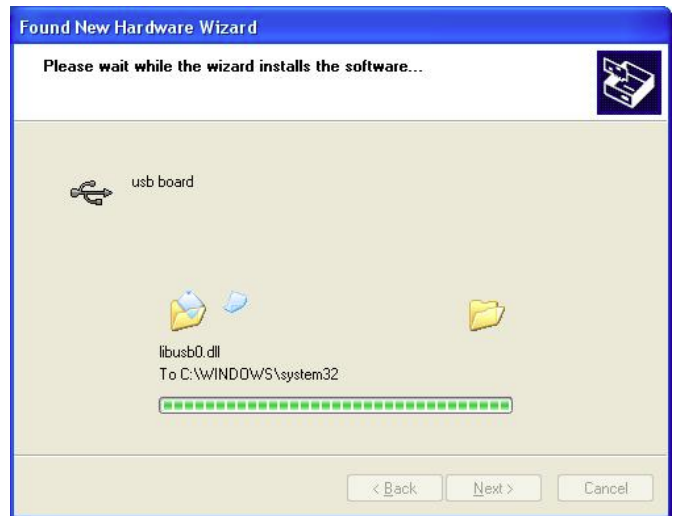 Found New Hardware Wizard
Please wait while the wizard installs the software...
usb board
libusb0.dll
To C:\WINDOWS\system32
< Back
Next >
Cancel